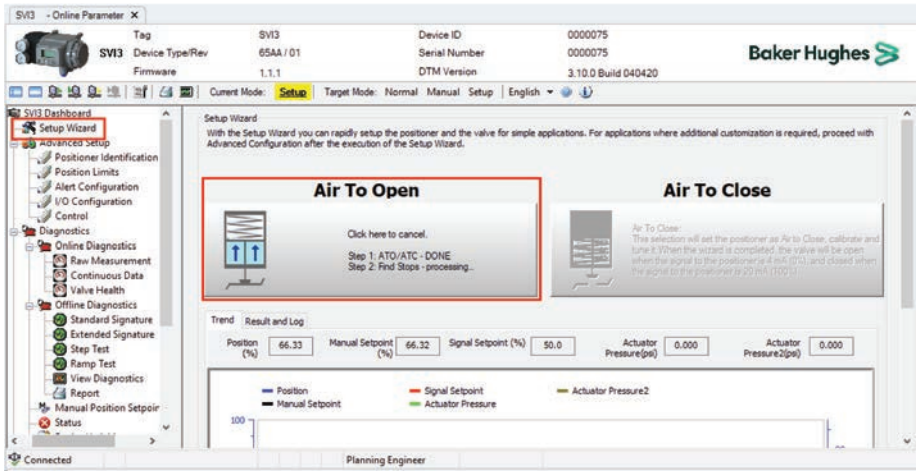 SVI3 - Online Parameter X
Tag SVI3 Device ID 0000075
SVI3 Device Type/Rev 65AA / 01 Serial Number 0000075
Firmware 1.1.1 DTM Version 3.10.0 Build 040420
Baker Hughes
Current Mode: Setup Target Mode: Normal Manual Setup English
SVI3 Dashboard
Setup Wizard
Advanced Setup
Positioner Identification
Position Limits
Alert Configuration
I/O Configuration
Control
Diagnostics
Online Diagnostics
Raw Measurement
Continuous Data
Valve Health
Offline Diagnostics
Standard Signature
Extended Signature
Step Test
Ramp Test
View Diagnostics
Report
Manual Position Setpoir
Status
Setup Wizard
With the Setup Wizard you can rapidly setup the positioner and the valve for simple applications. For applications where additional customization is required, proceed with
Advanced Configuration after the execution of the Setup Wizard.
Air To Open
Click here to cancel.
Step 1: ATO/ATC - DONE
Step 2: Find Stops - processing..
Air To Close
Air To Close:
This selection will set the positioner as Air to Close, calibrate and
tune it. When the wizard is completed, the valve will be open
when the signal to the positioner is 4 mA (0%), and closed when
the signal to the positioner is 20 mA (100%).
Trend Result and Log
Position (%) 66.33 Manual Setpoint (%) 66.32 Signal Setpoint (%) 50.0 Actuator Pressure(psi) 0.000 Actuator Pressure2(psi) 0.000
Position Signal Setpoint Actuator Pressure2
Manual Setpoint Actuator Pressure
100
Connected Planning Engineer